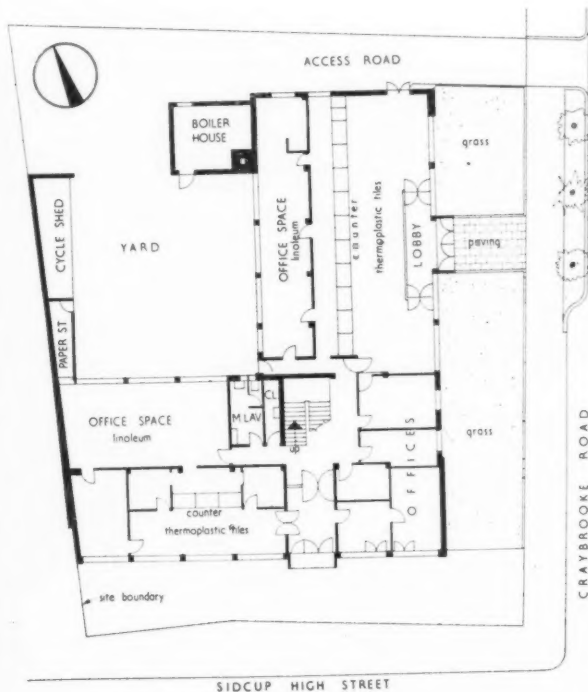 ACCESS ROAD
BOILER
HOUSE
grass
CYCLE SHED
YARD
OFFICE SPACE
linoleum
counter
thermoplastic tiles
LOBBY
paving
PAPER ST
OFFICE SPACE
linoleum
M.LAV
CL
up
grass
OFFICES
counter
thermoplastic tiles
CRAYBROOKE ROAD
site boundary
SIDCUP HIGH STREET